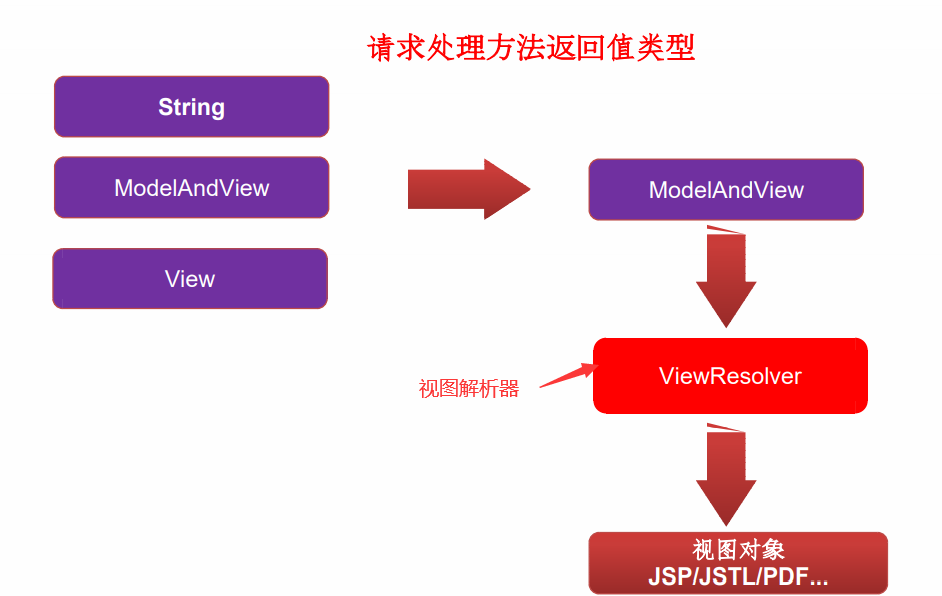 请求处理方法返回值类型
String
ModelAndView
View
ModelAndView
视图解析器
ViewResolver
视图对象
JSP/JSTL/PDF...